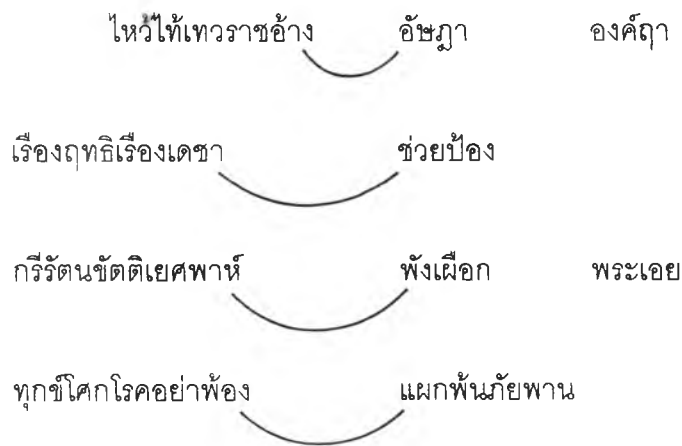 ไหว้ไท้เทวราชอ้าง อัษฎา องค์ฤา
เรืองฤทธิเรืองเดชา ช่วยป้อง
กรีรัตนขัตติเยศพาห์ พังเผือก พระเอย
ทุกข์โศกโรคอย่าพ้อง แผกพ้นภัยพาน